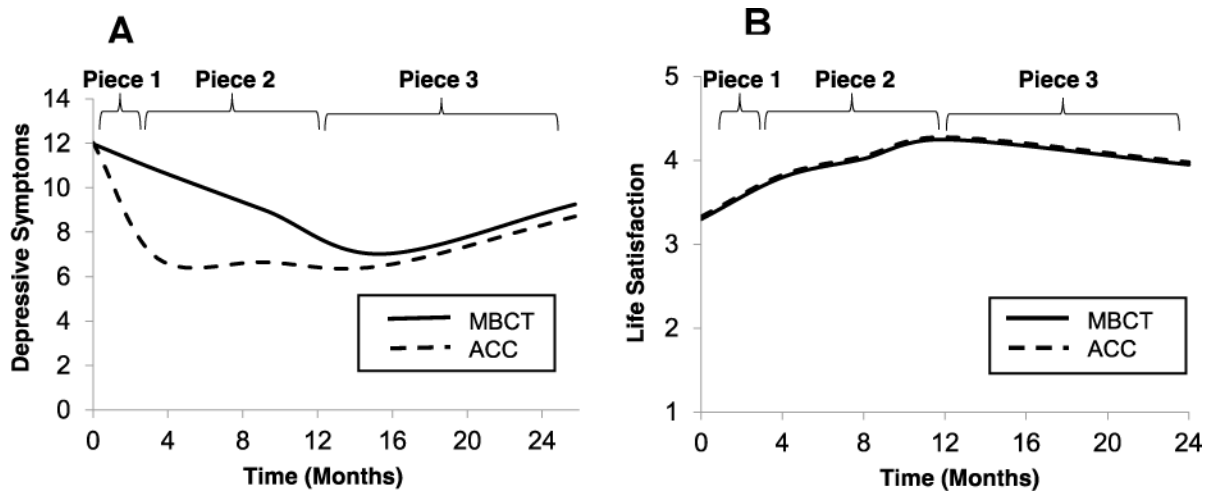 A
Piece 1 Piece 2 Piece 3
14
12
10
8
6
4
2
0
Depressive Symptoms
MBCT
ACC
0 4 8 12 16 20 24
Time (Months)
B
Piece 1 Piece 2 Piece 3
5
4
3
2
1
Life Satisfaction
MBCT
ACC
0 4 8 12 16 20 24
Time (Months)